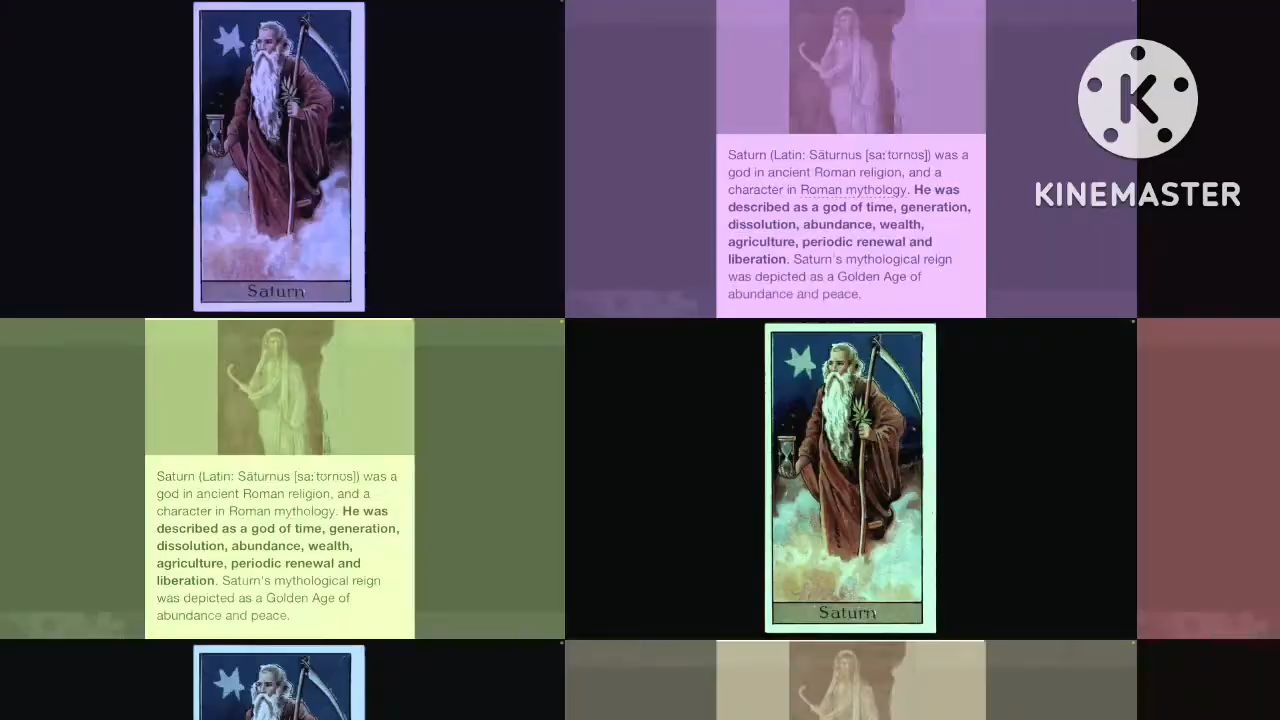 Saturn
Saturn (Latin: Sāturnus [saːˈtʊrnʊs]) was a
god in ancient Roman religion, and a
character in Roman mythology. He was
described as a god of time, generation,
dissolution, abundance, wealth,
agriculture, periodic renewal and
liberation. Saturn's mythological reign
was depicted as a Golden Age of
abundance and peace.
K
KINEMASTER
Saturn (Latin: Sāturnus [saːˈtʊrnʊs]) was a
god in ancient Roman religion, and a
character in Roman mythology. He was
described as a god of time, generation,
dissolution, abundance, wealth,
agriculture, periodic renewal and
liberation. Saturn's mythological reign
was depicted as a Golden Age of
abundance and peace.
Saturn